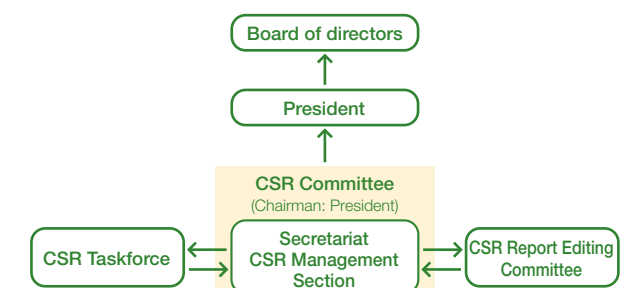 Board of directors
President
CSR Committee
(Chairman: President)
CSR Taskforce
Secretariat
CSR Management
Section
CSR Report Editing
Committee